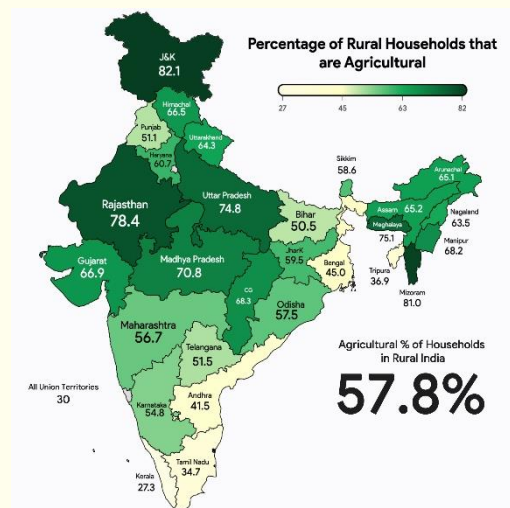 Percentage of Rural Households that
are Agricultural
27 45 63 82
J&K
82.1
Himachal
66.5
Punjab
51.1
Uttarakhand
64.3
Haryana
60.7
Rajasthan
78.4
Uttar Pradesh
74.8
Bihar
50.5
Sikkim
58.6
Arunachal
65.1
Assam 65.2
Nagaland
63.5
Meghalaya
75.1
Manipur
68.2
Tripura
36.9
Mizoram
81.0
Gujarat
66.9
Madhya Pradesh
70.8
JharK
59.5
Bengal
45.0
CG
68.3
Odisha
57.5
Maharashtra
56.7
Telangana
51.5
Agricultural % of Households
in Rural India
57.8%
All Union Territories
30
Karnataka
54.8
Andhra
41.5
Tamil Nadu
34.7
Kerala
27.3